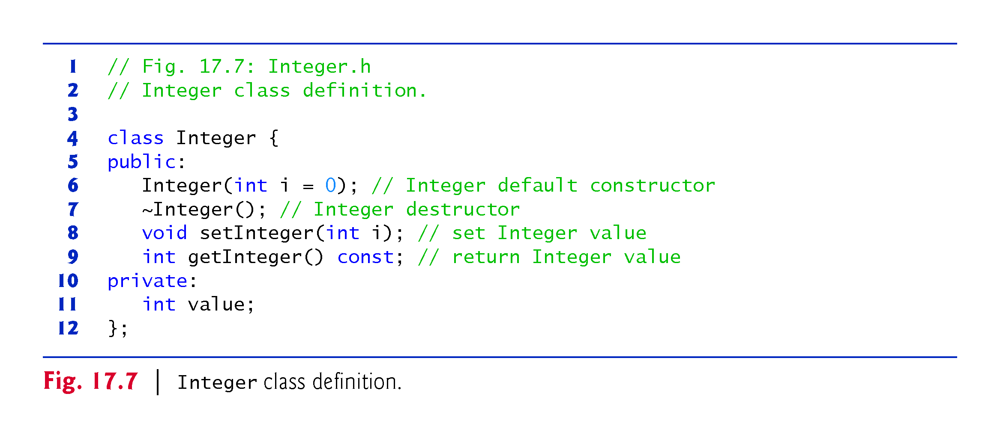 1 // Fig. 17.7: Integer.h
2 // Integer class definition.
3
4 class Integer {
5 public:
6    Integer(int i = 0); // Integer default constructor
7    ~Integer(); // Integer destructor
8    void setInteger(int i); // set Integer value
9    int getInteger() const; // return Integer value
10 private:
11    int value;
12 };
Fig. 17.7 | Integer class definition.